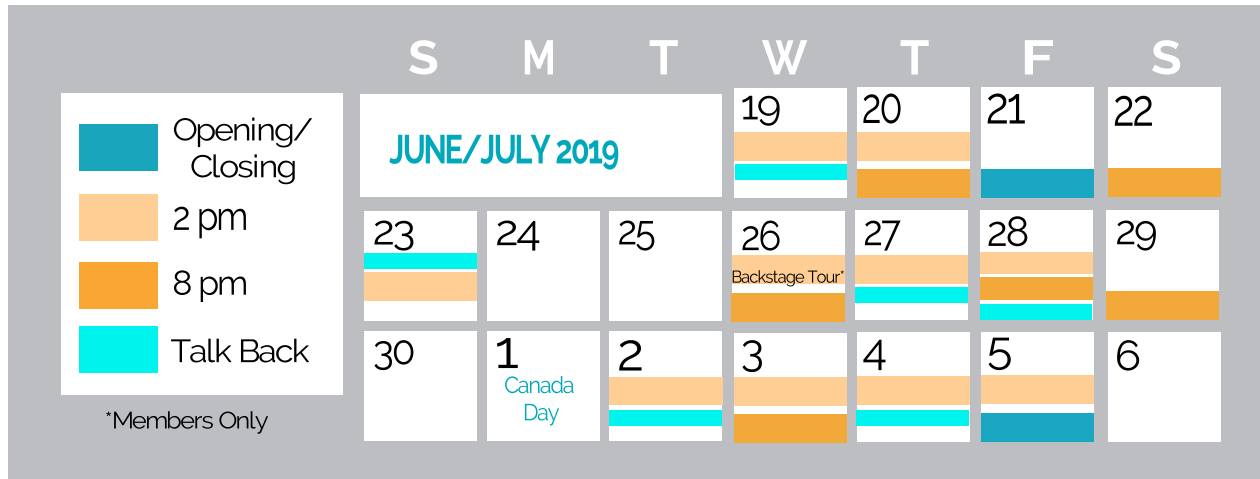 S M T W T F S
Opening/
Closing
2 pm
8 pm
Talk Back
*Members Only
JUNE/JULY 2019
19 20 21 22
23 24 25 26 27 28 29
Backstage Tour*
30 1 2 3 4 5 6
Canada
Day